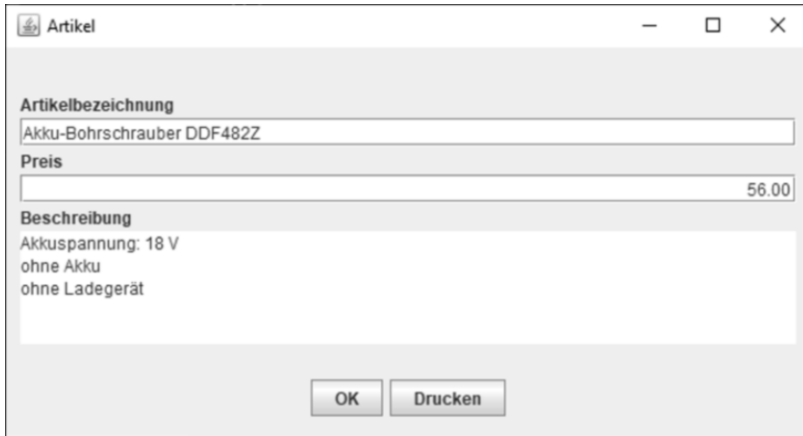 Artikel
Artikelbezeichnung
Akku-Bohrschrauber DDF482Z
Preis
56.00
Beschreibung
Akkuspannung: 18 V
ohne Akku
ohne Ladegerät
OK Drucken